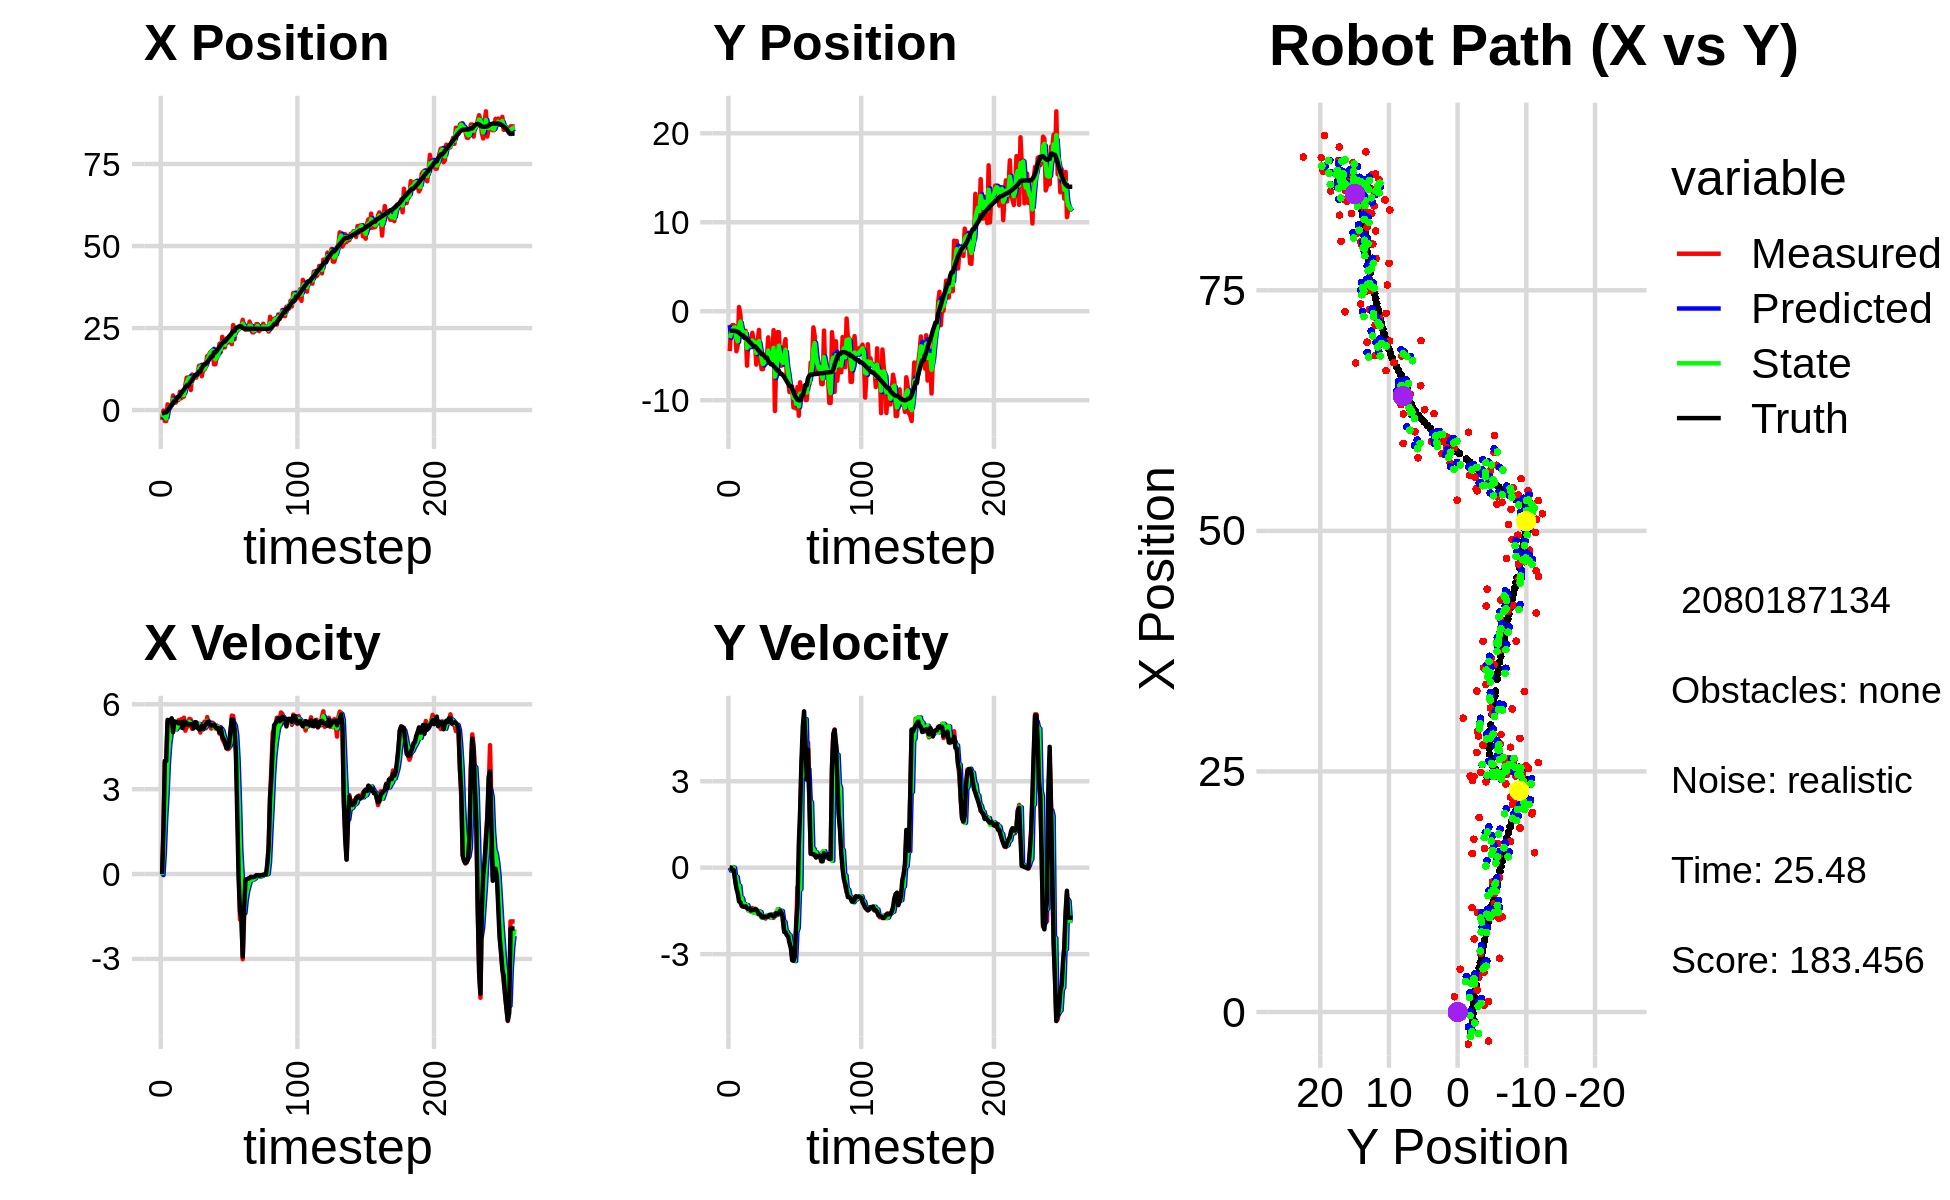 X Position
75
50
25
0
0
100
200
timestep
Y Position
20
10
0
-10
0
100
200
timestep
X Velocity
6
3
0
-3
0
100
200
timestep
Y Velocity
3
0
-3
0
100
200
timestep
Robot Path (X vs Y)
X Position
75
50
25
0
20 10 0 -10 -20
Y Position
variable
Measured
Predicted
State
Truth
2080187134
Obstacles: none
Noise: realistic
Time: 25.48
Score: 183.456